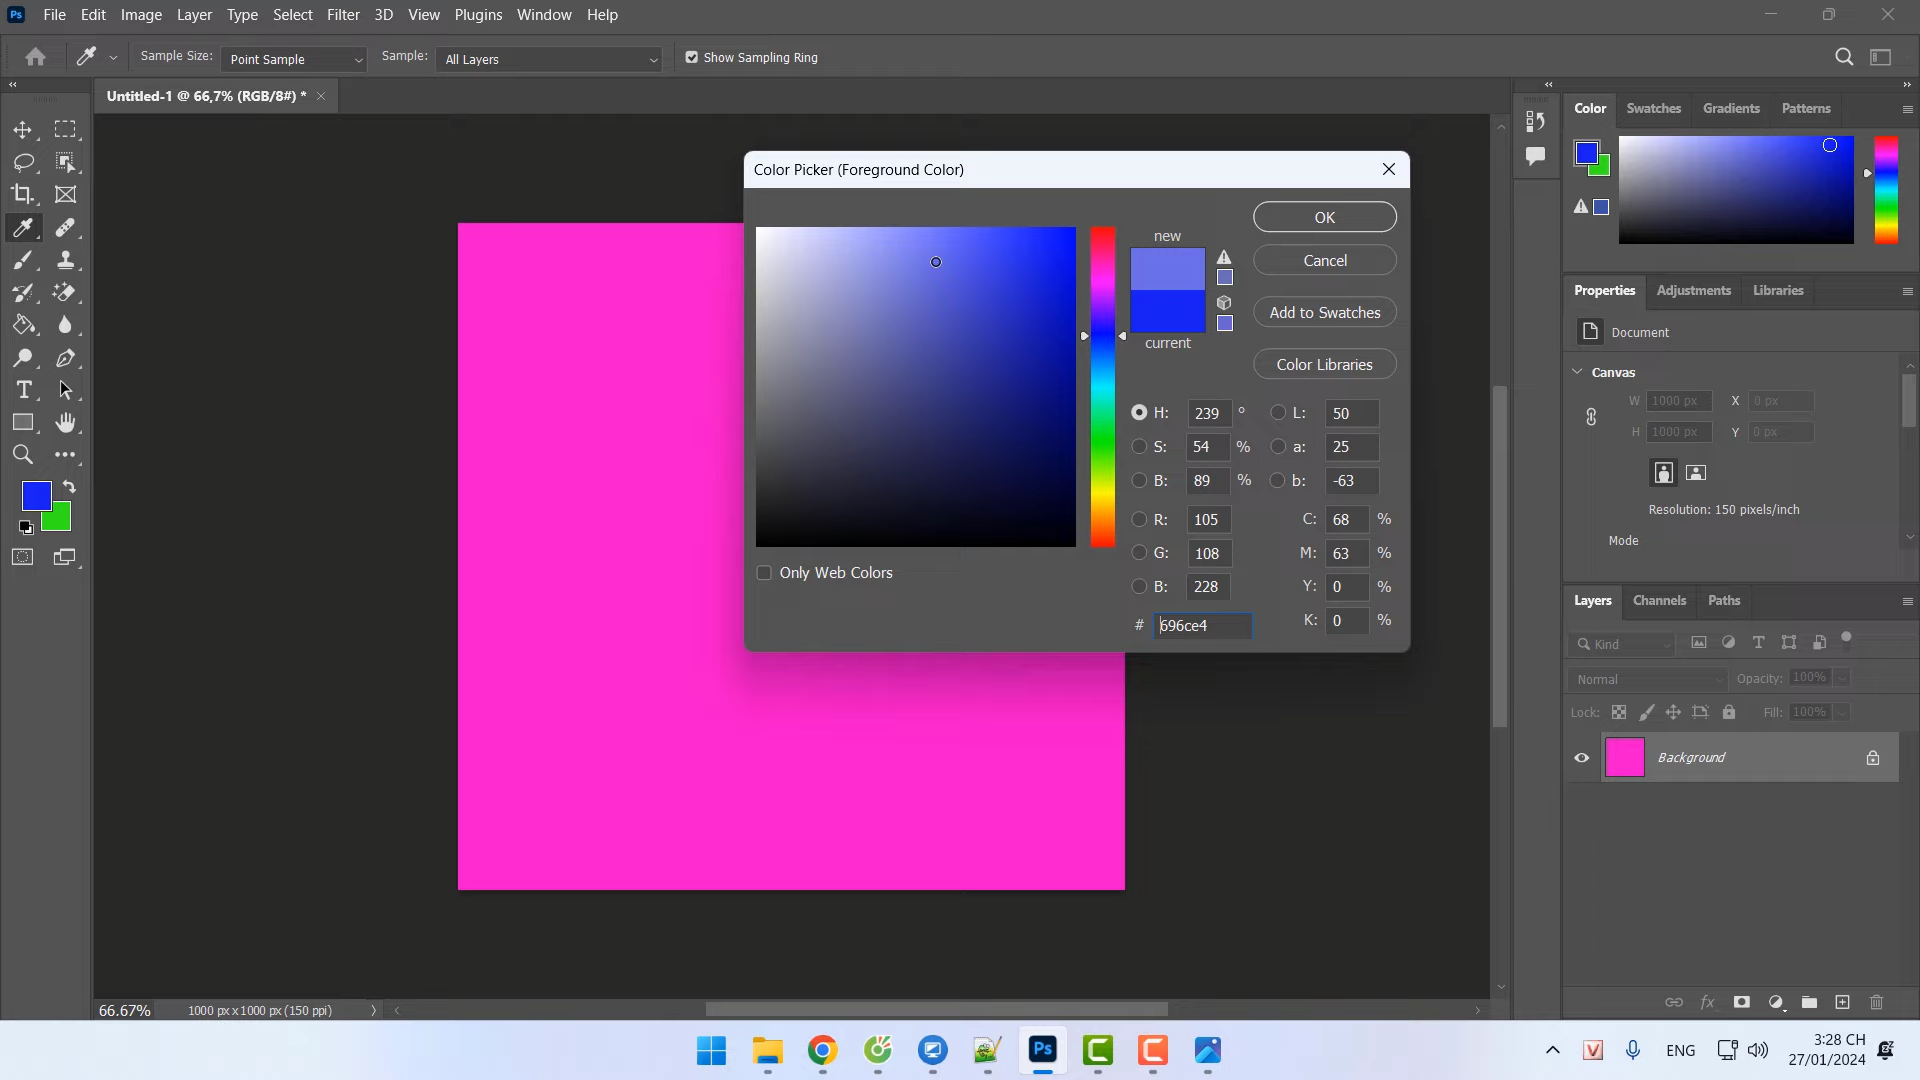 Ps File Edit Image Layer Type Select Filter 3D View Plugins Window Help
Sample Size: Point Sample Sample: All Layers Show Sampling Ring
Untitled-1 @ 66,7% (RGB/8#) *
Color Swatches Gradients Patterns
Color Picker (Foreground Color)
new
current
OK
Cancel
Add to Swatches
Color Libraries
H: 239 ° L: 50
S: 54 % a: 25
B: 89 % b: -63
R: 105 C: 68 %
G: 108 M: 63 %
B: 228 Y: 0 %
# 696ce4 K: 0 %
Only Web Colors
Properties Adjustments Libraries
Document
Canvas
W 1000 px X 0 px
H 1000 px Y 0 px
Resolution: 150 pixels/inch
Mode
Layers Channels Paths
Kind
Normal Opacity: 100%
Lock: Fill: 100%
Background
fx
66.67% 1000 px x 1000 px (150 ppi)
Ps
V ENG 3:28 CH
27/01/2024